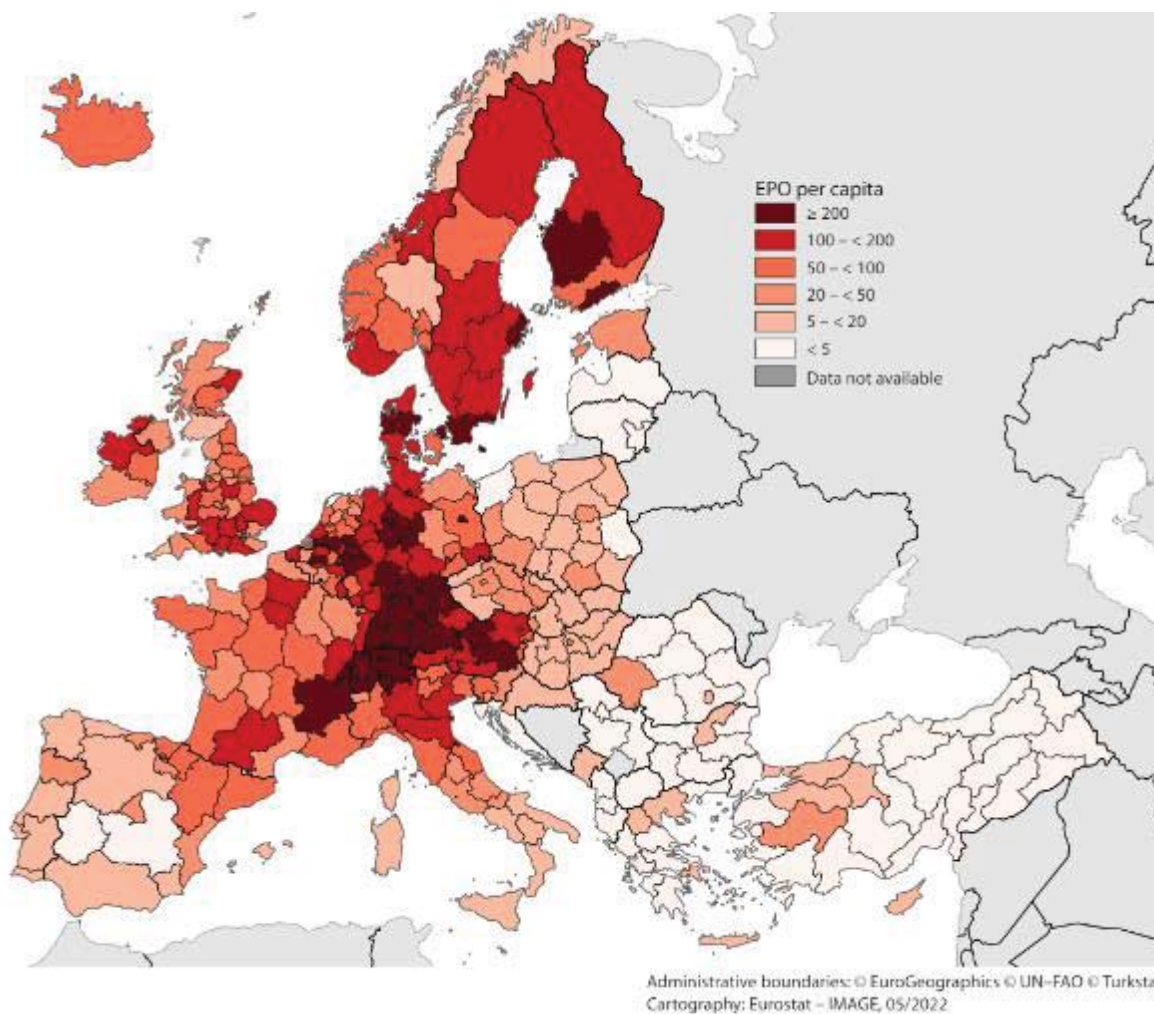 EPO per capita
≥ 200
100 – < 200
50 – < 100
20 – < 50
5 – < 20
< 5
Data not available
Administrative boundaries: © EuroGeographics © UN–FAO © Turksta
Cartography: Eurostat – IMAGE, 05/2022